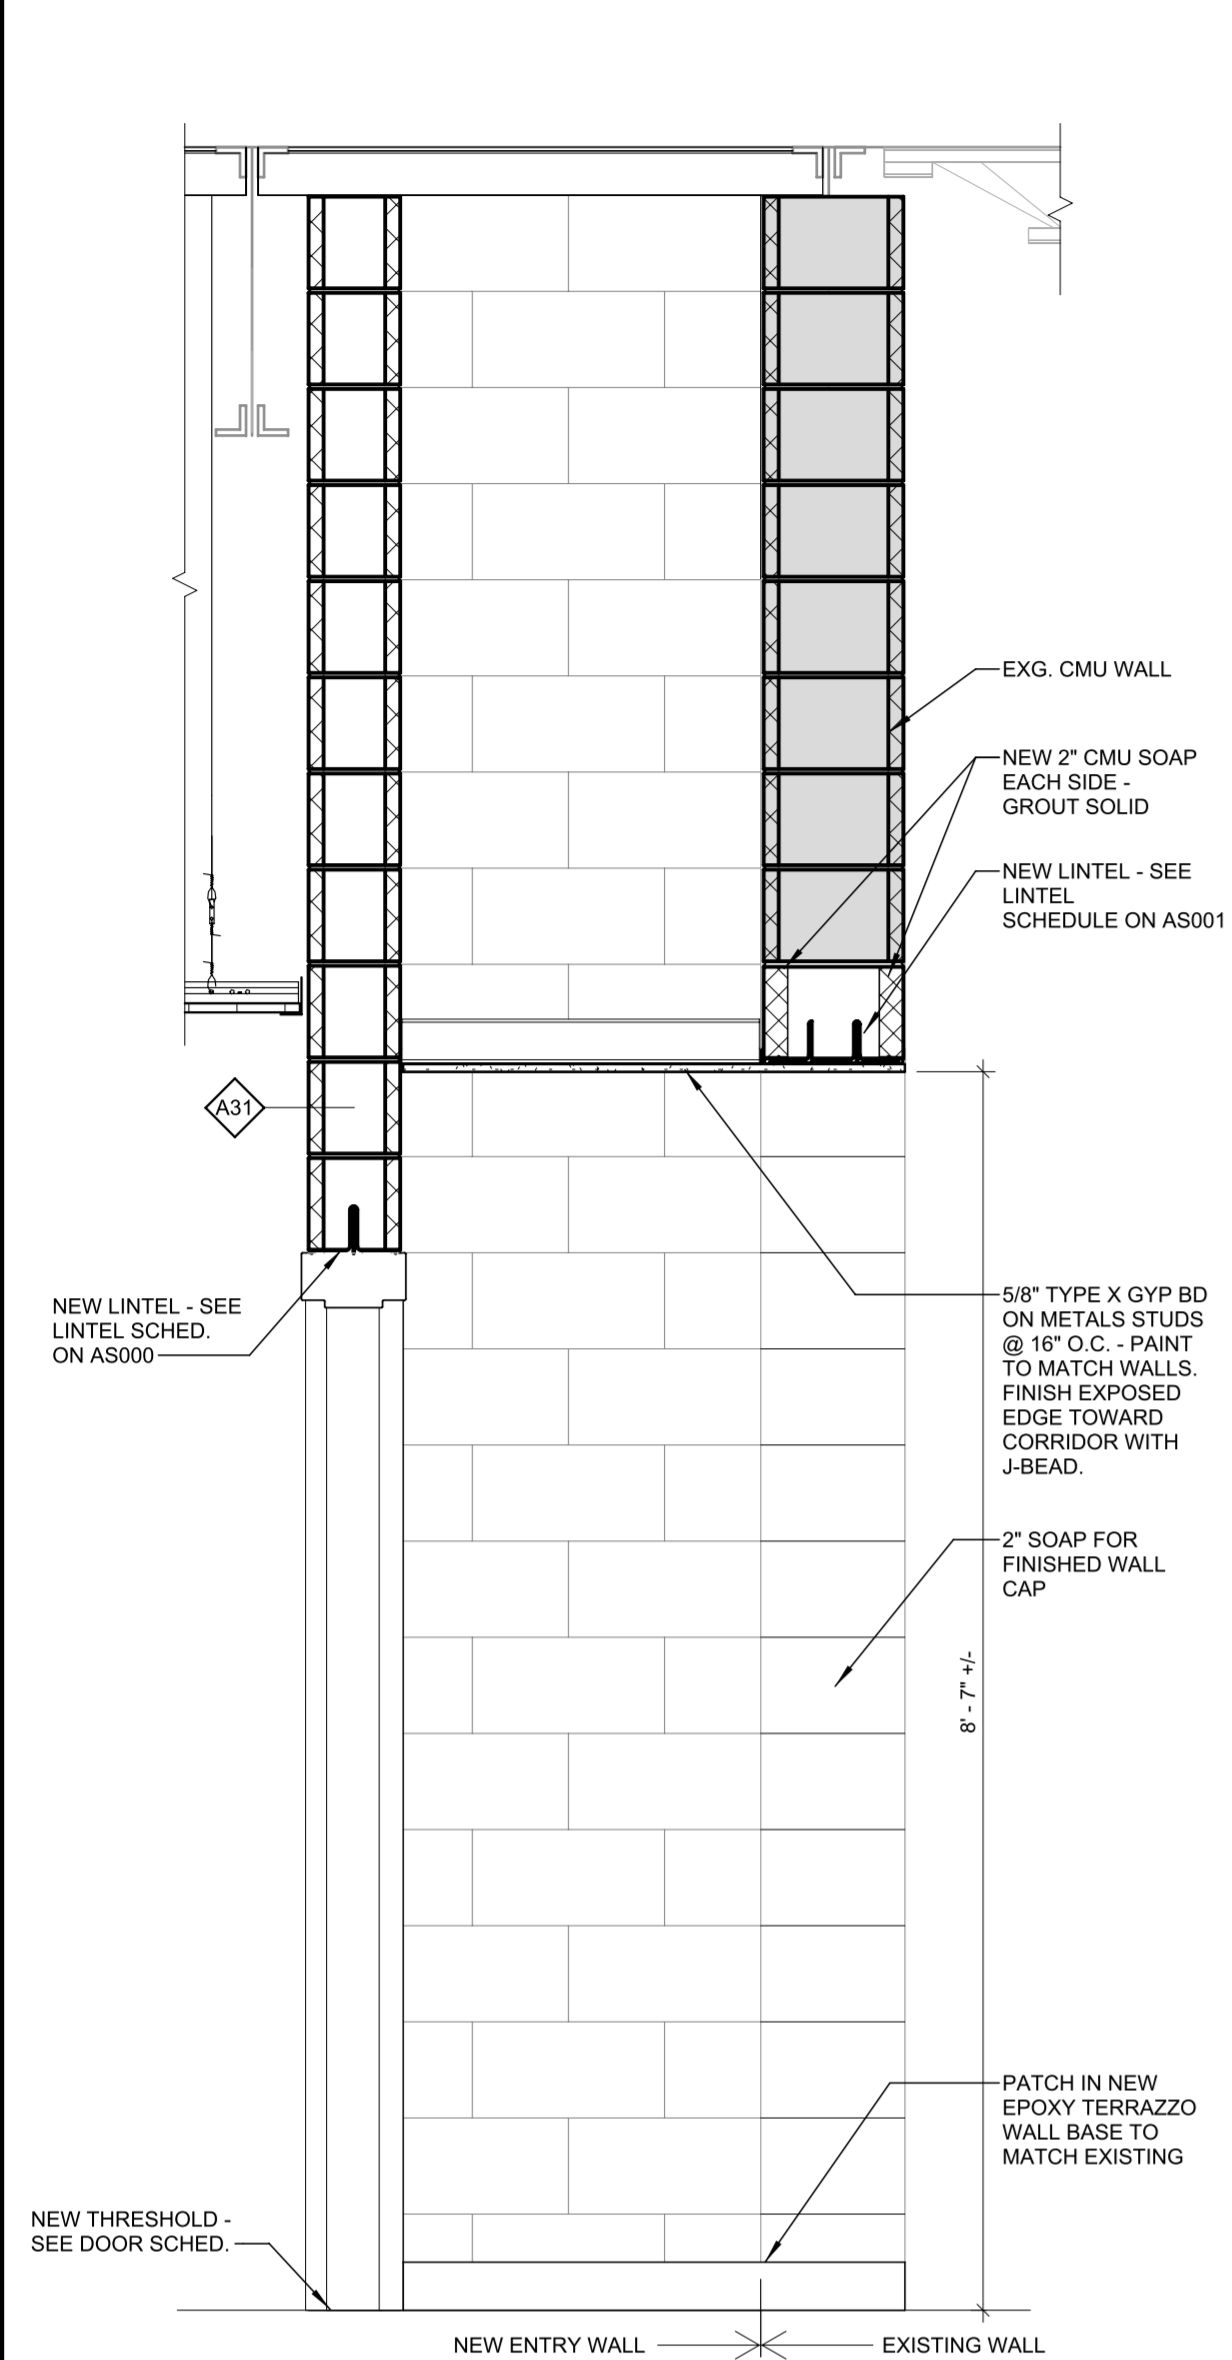 EXG. CMU WALL
NEW 2" CMU SOAP
EACH SIDE -
GROUT SOLID
NEW LINTEL - SEE
LINTEL
SCHEDULE ON AS001
A31
NEW LINTEL - SEE
LINTEL SCHED.
ON AS000
5/8" TYPE X GYP BD
ON METALS STUDS
@ 16" O.C. - PAINT
TO MATCH WALLS.
FINISH EXPOSED
EDGE TOWARD
CORRIDOR WITH
J-BEAD.
2" SOAP FOR
FINISHED WALL
CAP
8' - 7" +/-
PATCH IN NEW
EPOXY TERRAZZO
WALL BASE TO
MATCH EXISTING
NEW THRESHOLD -
SEE DOOR SCHED.
NEW ENTRY WALL
EXISTING WALL